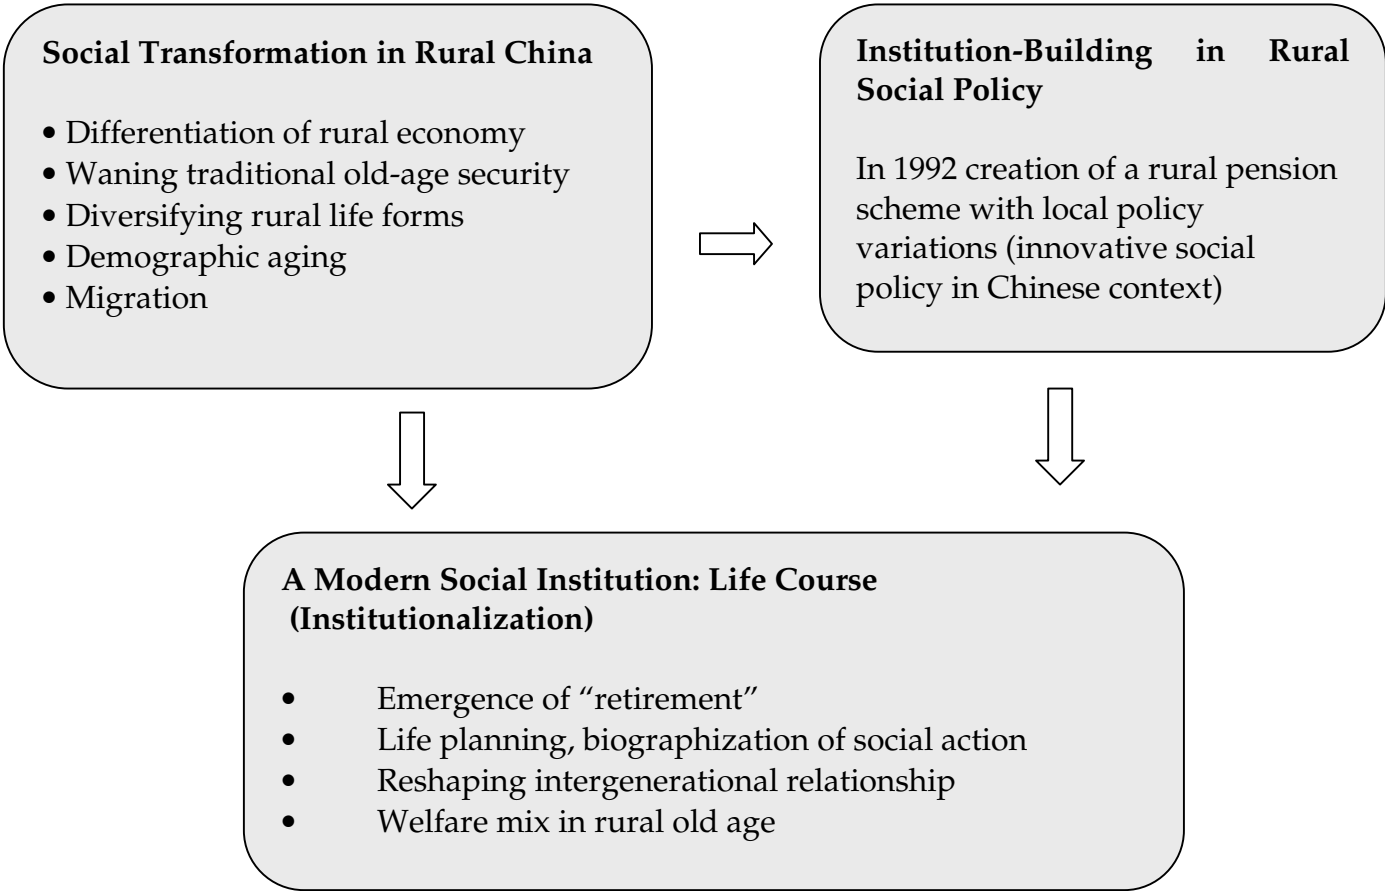 Social Transformation in Rural China
• Differentiation of rural economy
• Waning traditional old-age security
• Diversifying rural life forms
• Demographic aging
• Migration
Institution-Building in Rural
Social Policy
In 1992 creation of a rural pension
scheme with local policy
variations (innovative social
policy in Chinese context)
A Modern Social Institution: Life Course
(Institutionalization)
• Emergence of “retirement”
• Life planning, biographization of social action
• Reshaping intergenerational relationship
• Welfare mix in rural old age